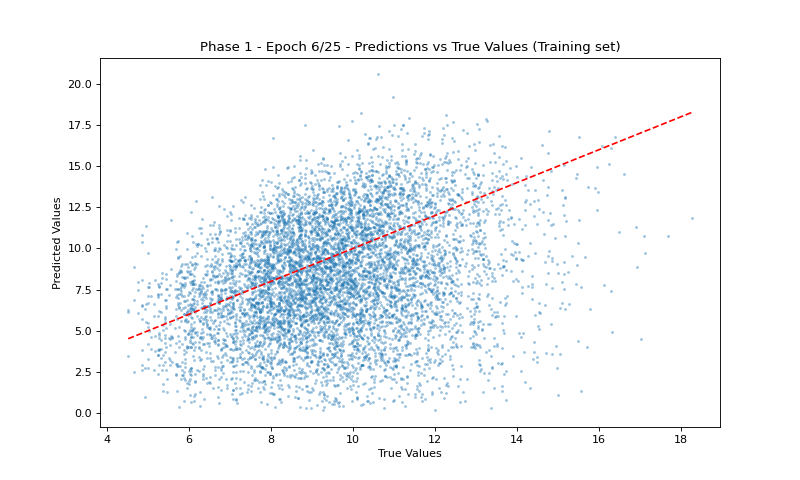 Phase 1 - Epoch 6/25 - Predictions vs True Values (Training set)
20.0
17.5
15.0
12.5
10.0
7.5
5.0
2.5
0.0
Predicted Values
4 6 8 10 12 14 16 18
True Values